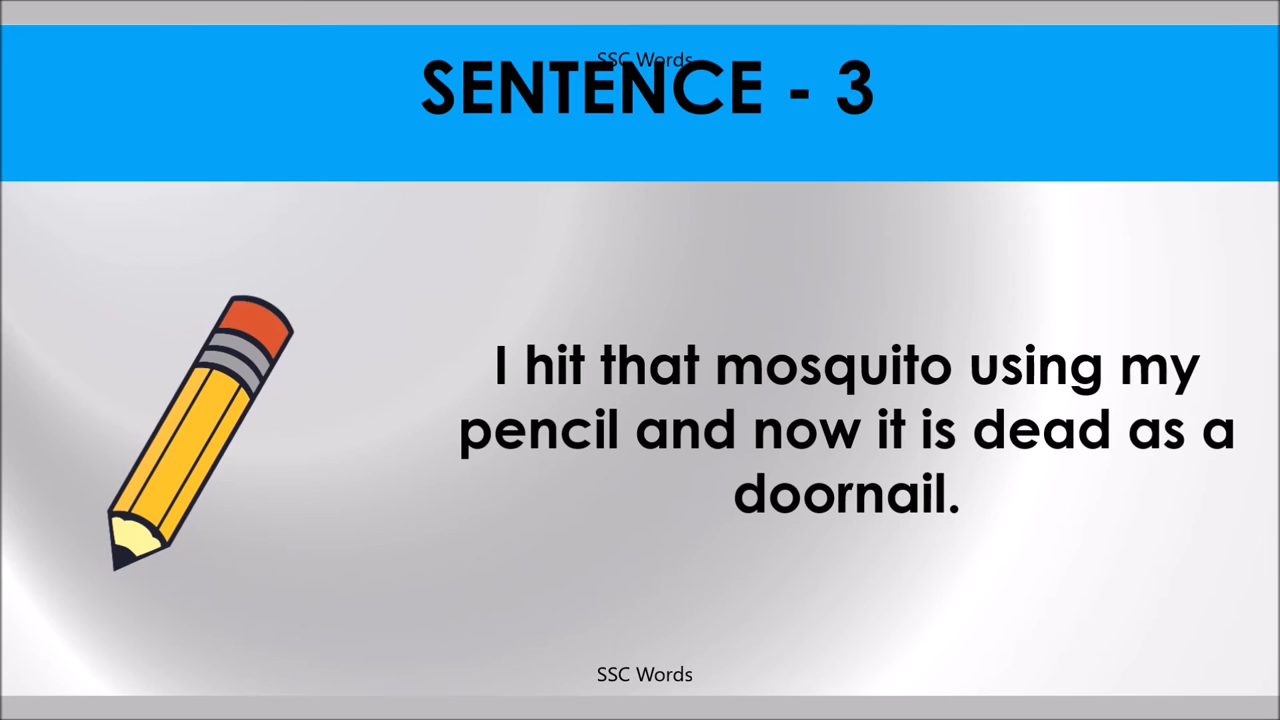 SSC Words
SENTENCE - 3
I hit that mosquito using my
pencil and now it is dead as a
doornail.
SSC Words